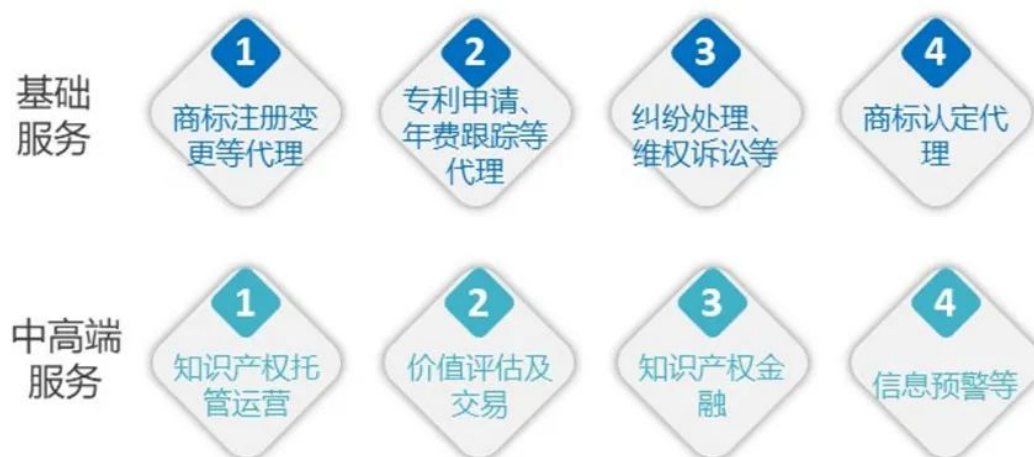 基础
服务
1
商标注册变
更等代理
2
专利申请、
年费跟踪等
代理
3
纠纷处理、
维权诉讼等
4
商标认定代
理
中高端
服务
1
知识产权托
管运营
2
价值评估及
交易
3
知识产权金
融
4
信息预警等